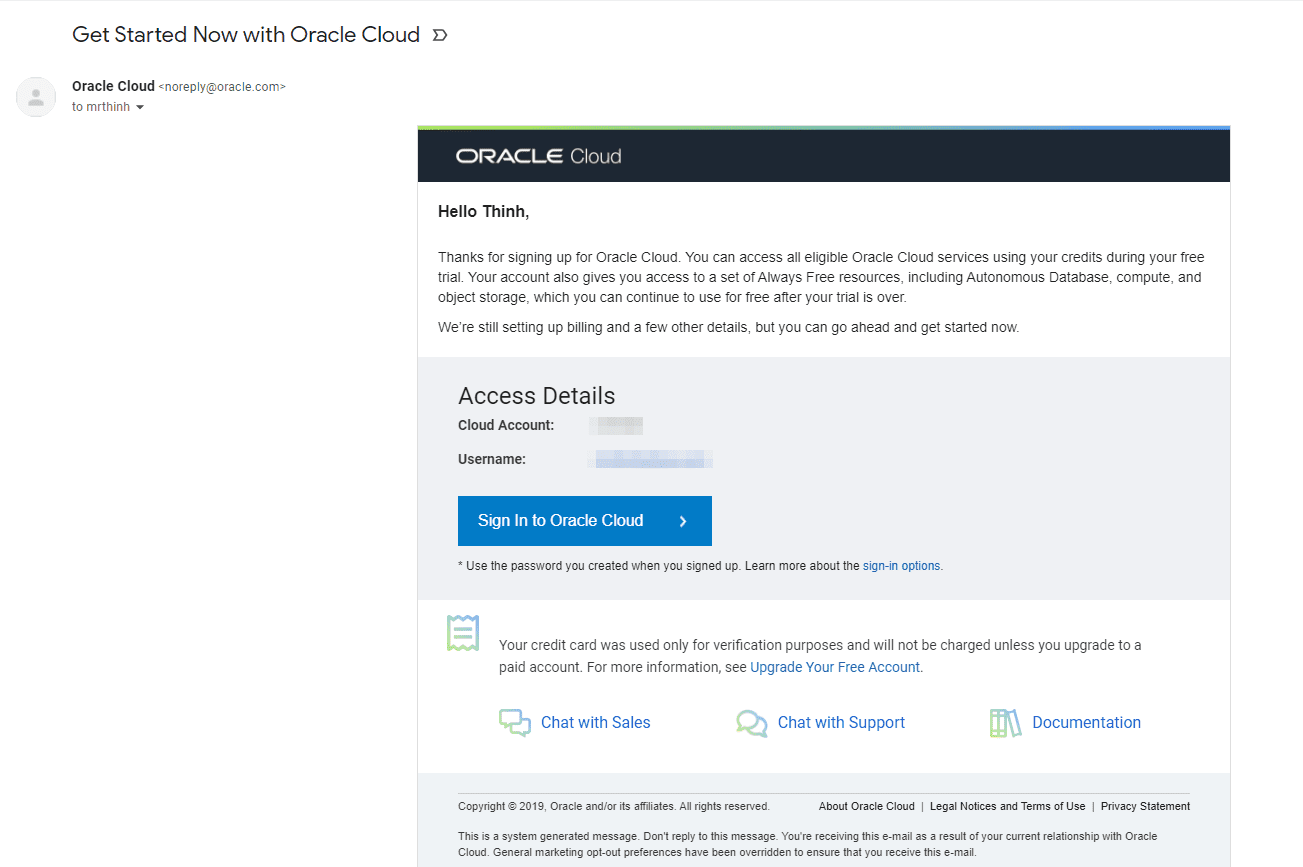 Get Started Now with Oracle Cloud
Oracle Cloud <noreply@oracle.com>
to mrthinh
ORACLE Cloud
Hello Thinh,
Thanks for signing up for Oracle Cloud. You can access all eligible Oracle Cloud services using your credits during your free
trial. Your account also gives you access to a set of Always Free resources, including Autonomous Database, compute, and
object storage, which you can continue to use for free after your trial is over.
We're still setting up billing and a few other details, but you can go ahead and get started now.
Access Details
Cloud Account:
Username:
Sign In to Oracle Cloud
* Use the password you created when you signed up. Learn more about the sign-in options.
Your credit card was used only for verification purposes and will not be charged unless you upgrade to a
paid account. For more information, see Upgrade Your Free Account.
Chat with Sales Chat with Support Documentation
Copyright © 2019, Oracle and/or its affiliates. All rights reserved. About Oracle Cloud | Legal Notices and Terms of Use | Privacy Statement
This is a system generated message. Don't reply to this message. You're receiving this e-mail as a result of your current relationship with Oracle
Cloud. General marketing opt-out preferences have been overridden to ensure that you receive this e-mail.